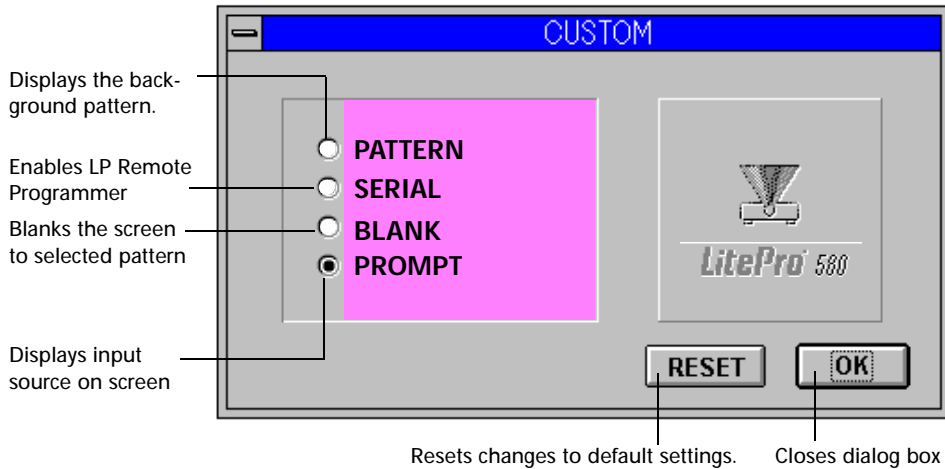 CUSTOM
Displays the back-
ground pattern.
Enables LP Remote
Programmer
Blanks the screen
to selected pattern
Displays input
source on screen
PATTERN
SERIAL
BLANK
PROMPT
LitePro 580
RESET
OK
Resets changes to default settings.
Closes dialog box